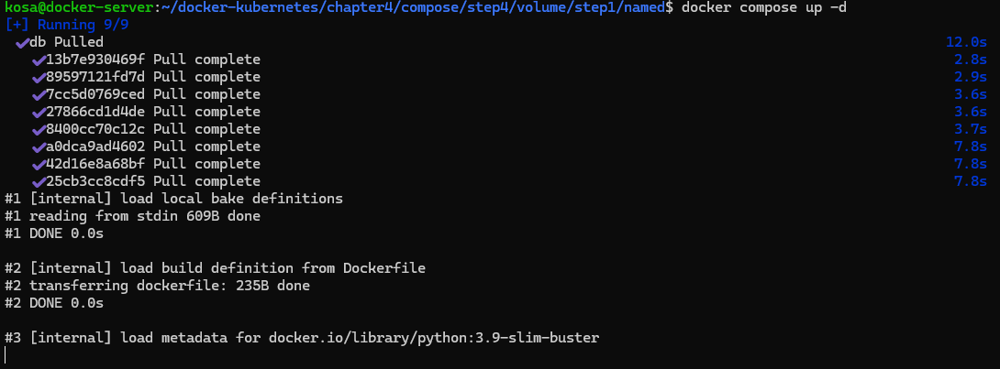 kosa@docker-server:~/docker-kubernetes/chapter4/compose/step4/volume/step1/named$ docker compose up -d
[+] Running 9/9
✔db Pulled 12.0s
✔13b7e930469f Pull complete 2.8s
✔89597121fd7d Pull complete 2.9s
✔7cc5d0769ced Pull complete 3.6s
✔27866cd1d4de Pull complete 3.6s
✔8400cc70c12c Pull complete 3.7s
✔a0dca9ad4602 Pull complete 7.8s
✔42d16e8a68bf Pull complete 7.8s
✔25cb3cc8cdf5 Pull complete 7.8s
#1 [internal] load local bake definitions
#1 reading from stdin 609B done
#1 DONE 0.0s
#2 [internal] load build definition from Dockerfile
#2 transferring dockerfile: 235B done
#2 DONE 0.0s
#3 [internal] load metadata for docker.io/library/python:3.9-slim-buster